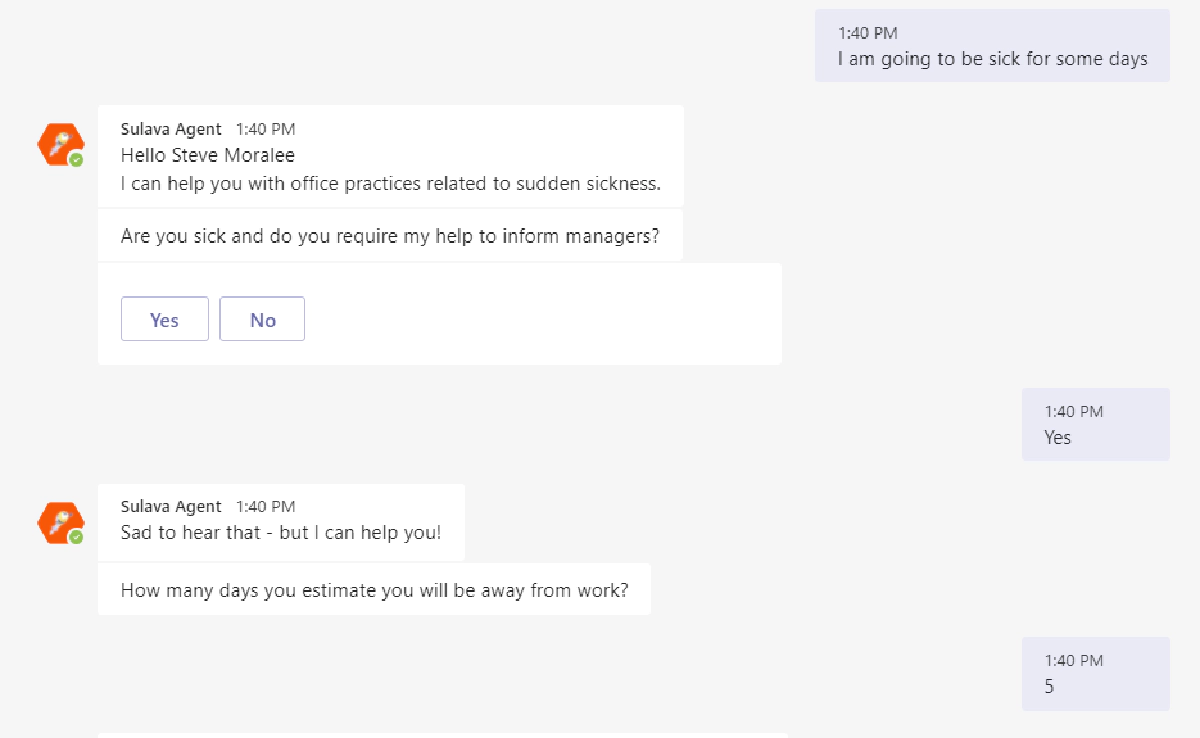 1:40 PM
I am going to be sick for some days
Sulava Agent 1:40 PM
Hello Steve Moralee
I can help you with office practices related to sudden sickness.
Are you sick and do you require my help to inform managers?
Yes No
1:40 PM
Yes
Sulava Agent 1:40 PM
Sad to hear that - but I can help you!
How many days you estimate you will be away from work?
1:40 PM
5